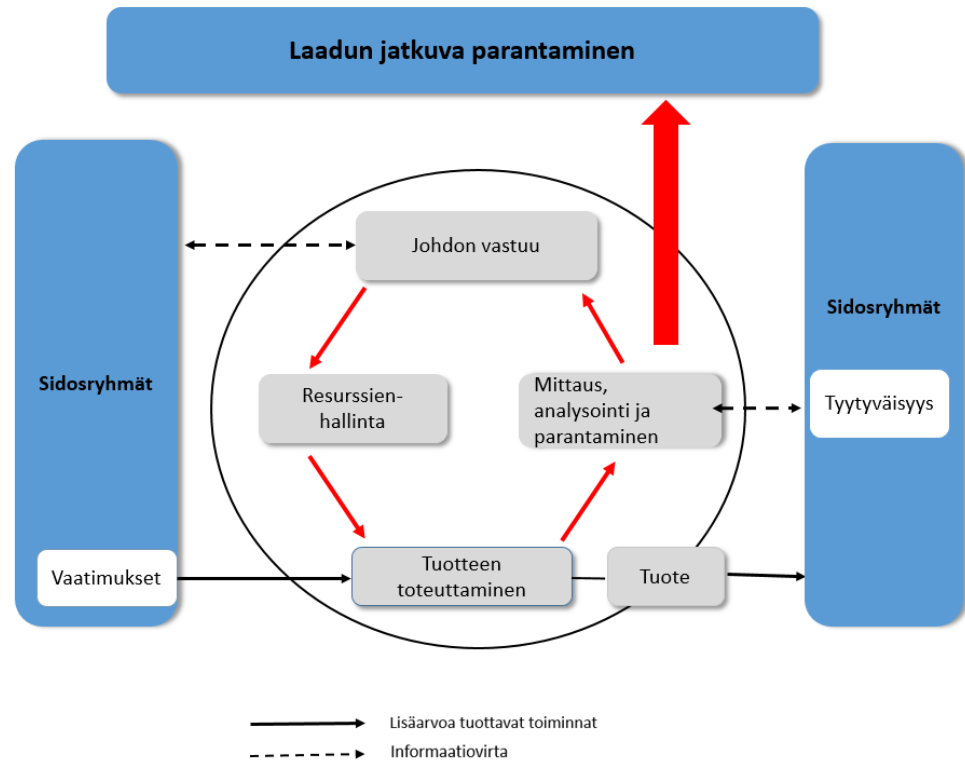 Laadun jatkuva parantaminen
Johdon vastuu
Sidosryhmät
Sidosryhmät
Resurssien-
hallinta
Mittaus,
analysointi ja
parantaminen
Tyytyväisyys
Vaatimukset
Tuotteen
toteuttaminen
Tuote
Lisäarvoa tuottavat toiminnat
Informaatiovirta